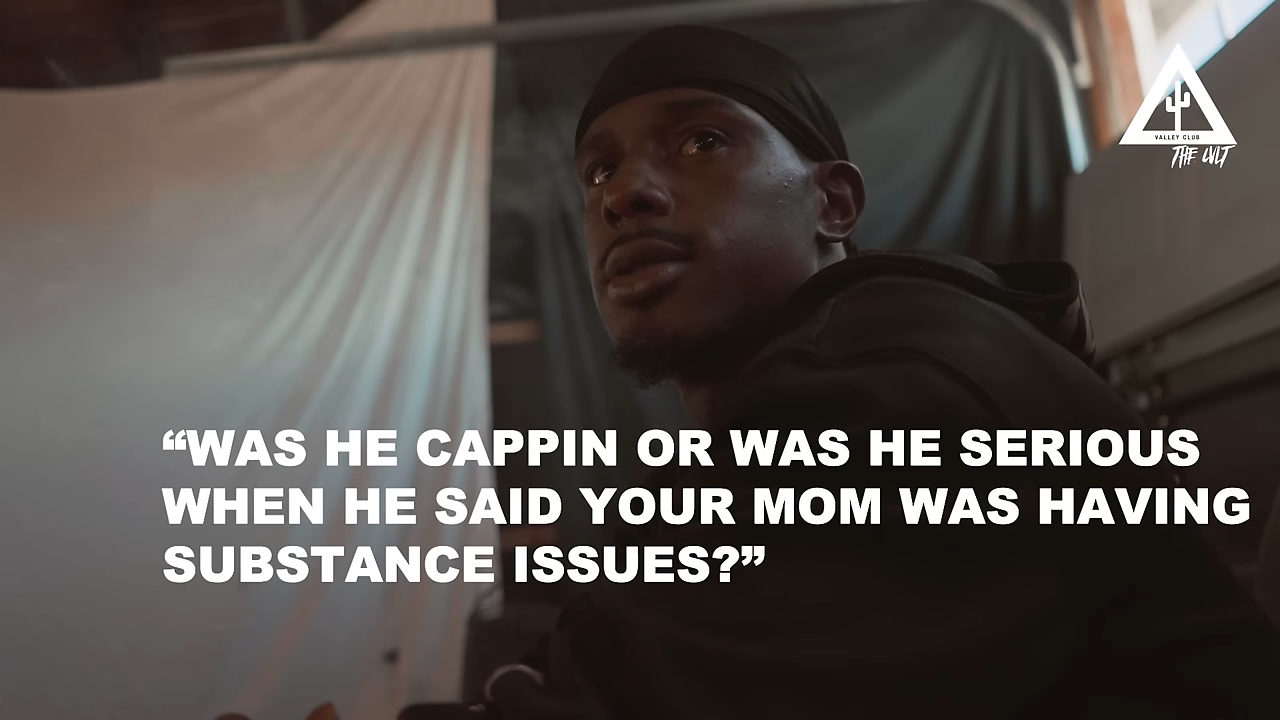 VALLEY CLUB
THE CVLT
“WAS HE CAPPIN OR WAS HE SERIOUS
WHEN HE SAID YOUR MOM WAS HAVING
SUBSTANCE ISSUES?”